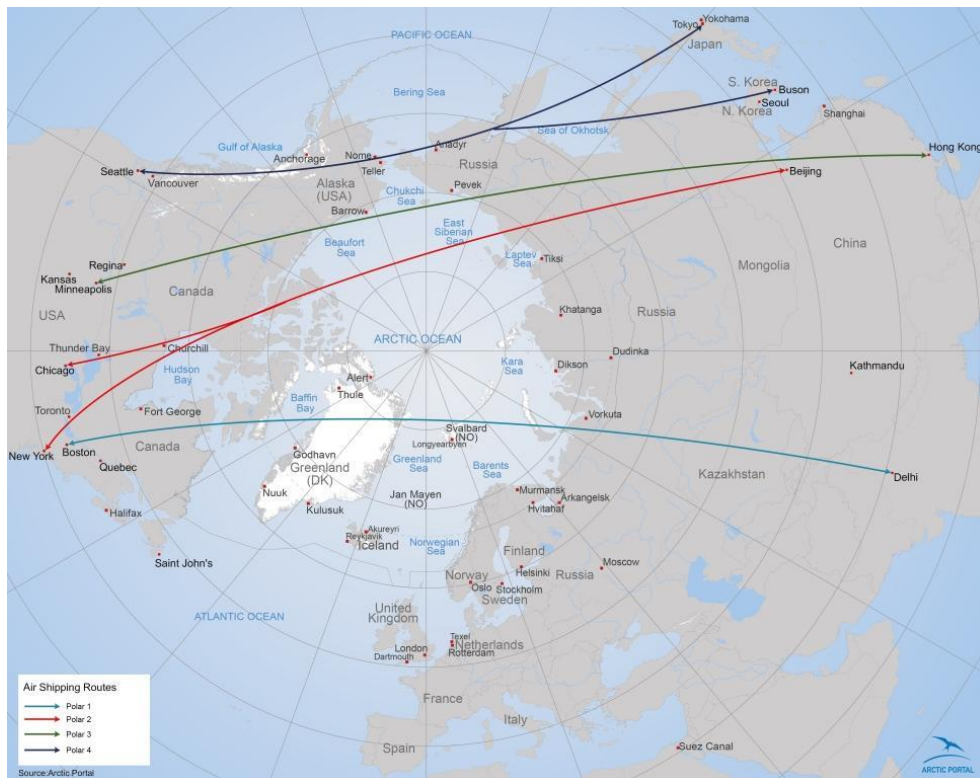 PACIFIC OCEAN
Tokyo
Yokohama
Japan
Bering Sea
S. Korea
Buson
Seoul
N. Korea
Shanghai
Sea of Okhotsk
Gulf of Alaska
Anchorage
Nome
Teller
Anadyr
Russia
Hong Kong
Seattle
Vancouver
Alaska
(USA)
Chukchi
Sea
Pevek
Beijing
Barrow
Beaufort
Sea
East
Siberian
Sea
China
Laptev
Sea
Tiksi
Mongolia
Regina
Kansas
Minneapolis
Canada
USA
Khatanga
Russia
ARCTIC OCEAN
Thunder Bay
Churchill
Chicago
Hudson
Bay
Kara
Sea
Dudinka
Dikson
Kathmandu
Alert
Thule
Baffin
Bay
Toronto
Fort George
Vorkuta
Svalbard
(NO)
Longyearbyen
New York
Boston
Canada
Quebec
Godhavn
Greenland
(DK)
Greenland
Sea
Barents
Sea
Kazakhstan
Delhi
Nuuk
Kulusuk
Jan Mayen
(NO)
Murmansk
Hvitahaf
Arkangelsk
Halifax
Akureyri
Reykjavik
Iceland
Norwegian
Sea
Saint John's
Finland
Helsinki
Russia
Moscow
Norway
Oslo
Stockholm
Sweden
ATLANTIC OCEAN
United
Kingdom
Texel
Netherlands
Rotterdam
London
Dartmouth
France
Italy
Spain
Suez Canal
Air Shipping Routes
Polar 1
Polar 2
Polar 3
Polar 4
Source:Arctic Portal
ARCTIC PORTAL